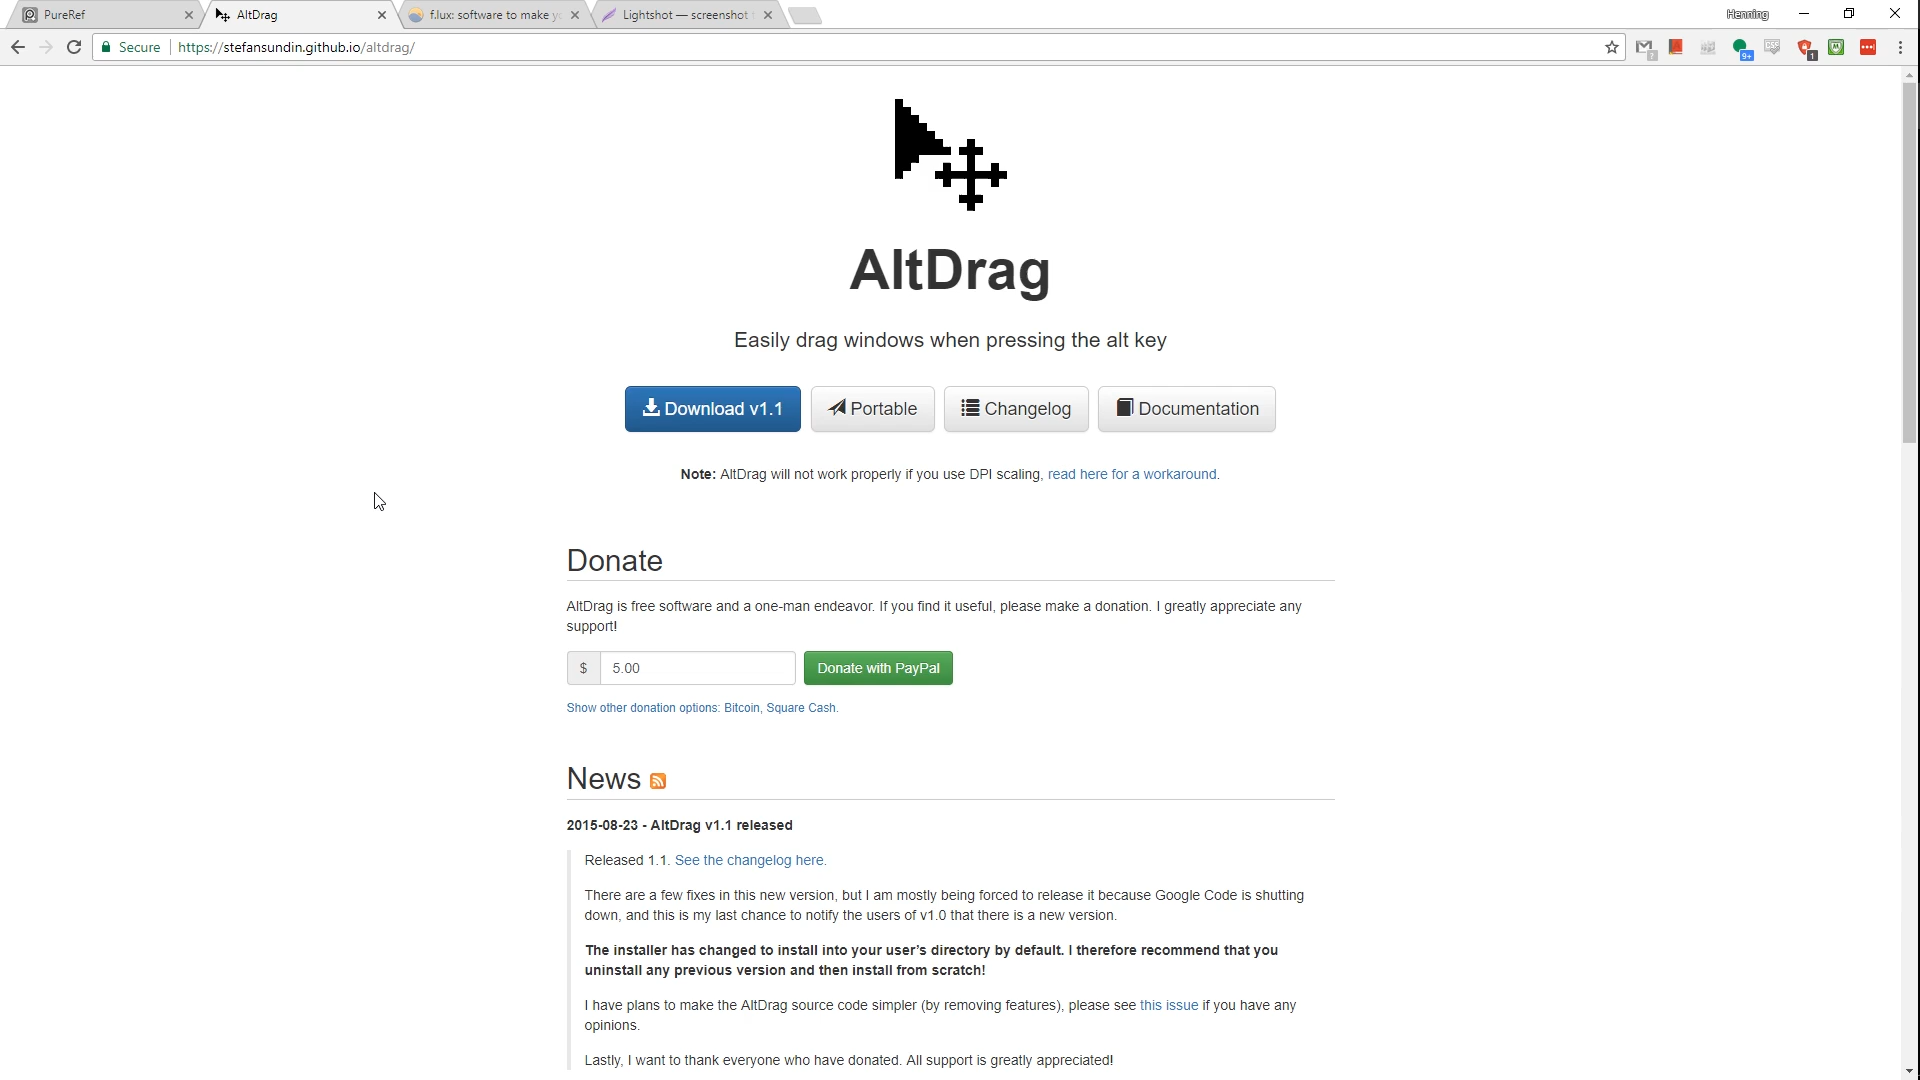 PureRef
AltDrag
f.lux: software to make yo
Lightshot — screenshot
Henning
Secure
https://stefansundin.github.io/altdrag/
AltDrag
Easily drag windows when pressing the alt key
Download v1.1
Portable
Changelog
Documentation
Note: AltDrag will not work properly if you use DPI scaling, read here for a workaround.
Donate
AltDrag is free software and a one-man endeavor. If you find it useful, please make a donation. I greatly appreciate any
support!
$
5.00
Donate with PayPal
Show other donation options: Bitcoin, Square Cash.
News
2015-08-23 - AltDrag v1.1 released
Released 1.1. See the changelog here.
There are a few fixes in this new version, but I am mostly being forced to release it because Google Code is shutting
down, and this is my last chance to notify the users of v1.0 that there is a new version.
The installer has changed to install into your user's directory by default. I therefore recommend that you
uninstall any previous version and then install from scratch!
I have plans to make the AltDrag source code simpler (by removing features), please see this issue if you have any
opinions.
Lastly, I want to thank everyone who have donated. All support is greatly appreciated!